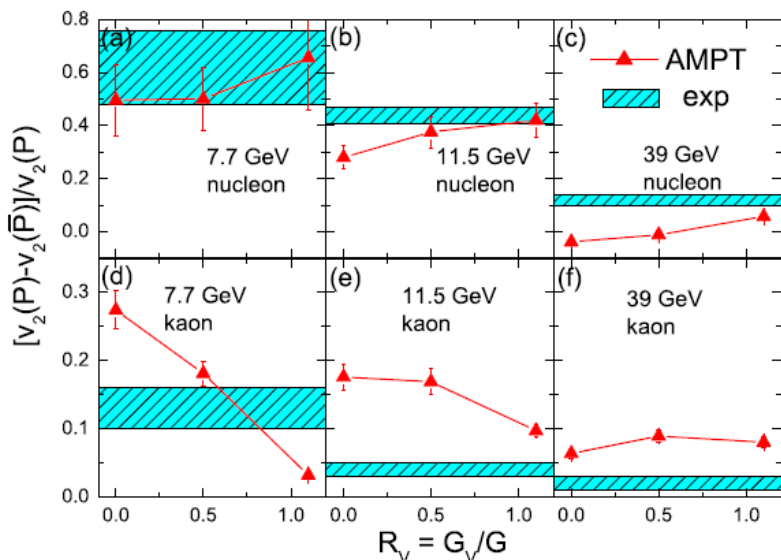 [v₂(P)-v₂(P̄)]/v₂(P)
(a)
7.7 GeV
nucleon
(b)
11.5 GeV
nucleon
(c)
AMPT
exp
39 GeV
nucleon
0.8
0.6
0.4
0.2
0.0
(d)
7.7 GeV
kaon
(e)
11.5 GeV
kaon
(f)
39 GeV
kaon
0.3
0.2
0.1
0.0
0.0 0.5 1.0 0.0 0.5 1.0 0.0 0.5 1.0
R_V = G_V/G